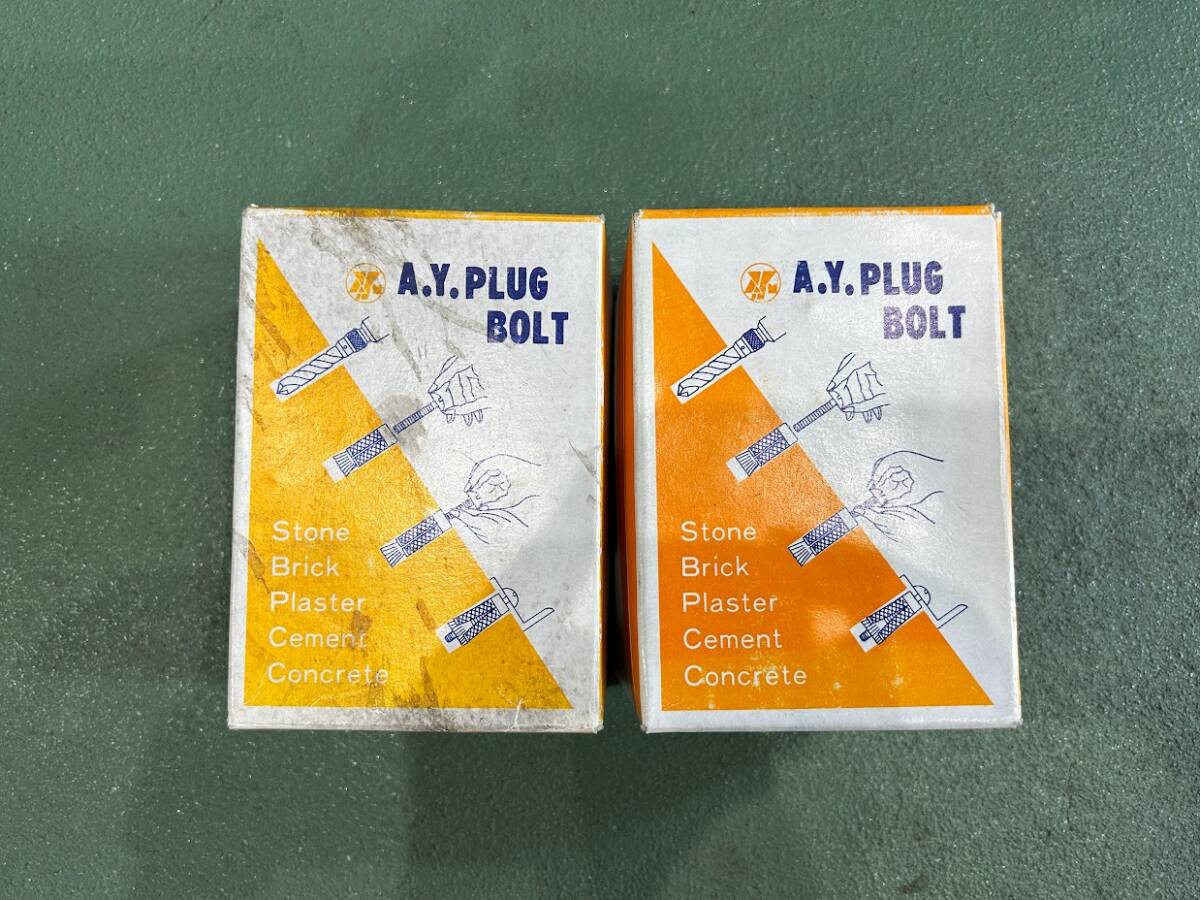 A.Y. PLUG
BOLT
Stone
Brick
Plaster
Cement
Concrete
A.Y. PLUG
BOLT
Stone
Brick
Plaster
Cement
Concrete